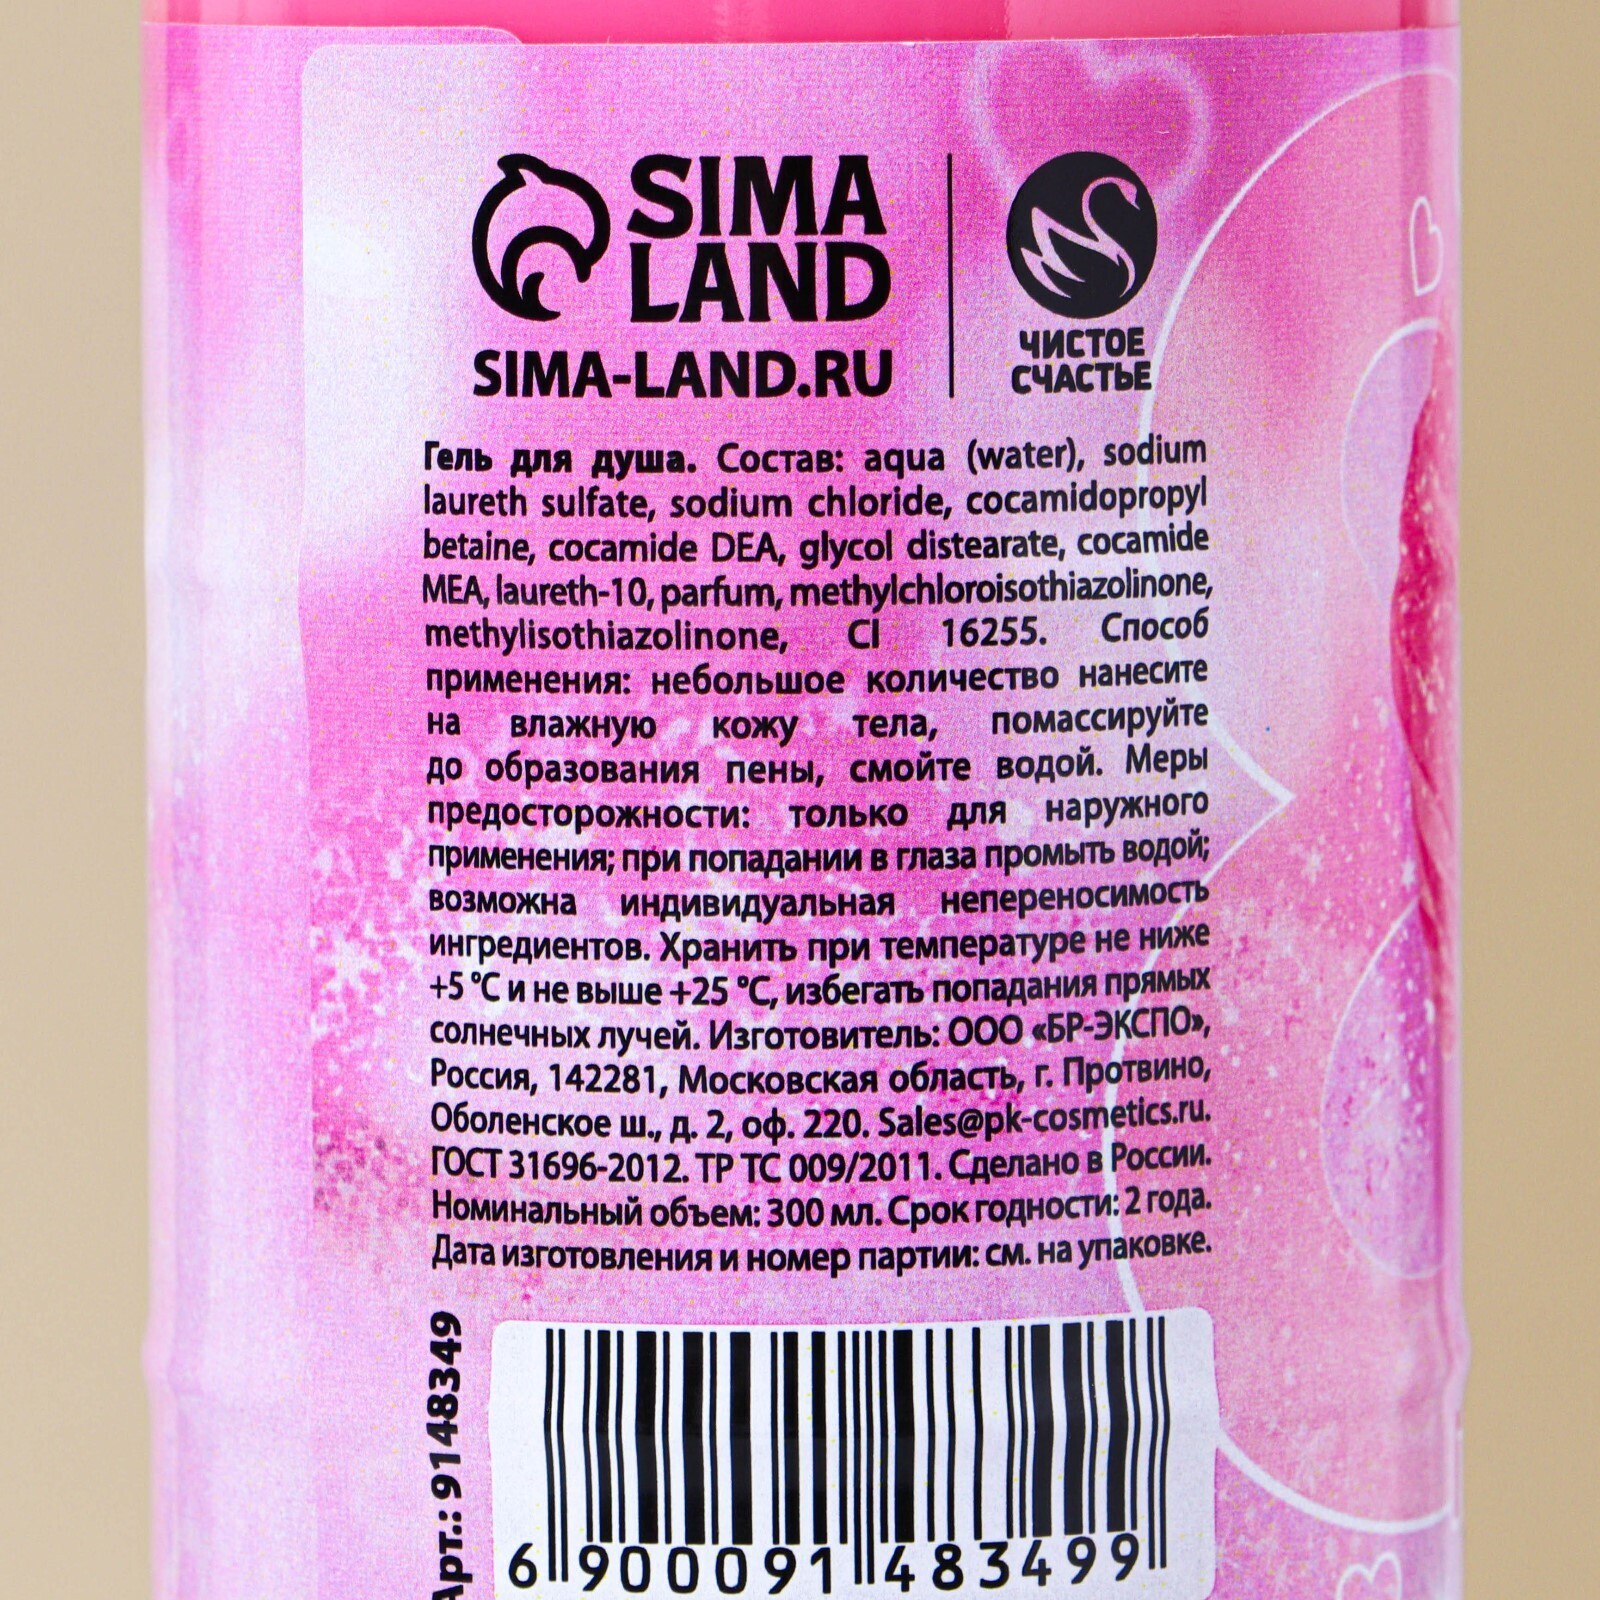 SIMA
LAND
SIMA-LAND.RU
ЧИСТОЕ
СЧАСТЬЕ
Гель для душа. Состав: aqua (water), sodium
laureth sulfate, sodium chloride, cocamidopropyl
betaine, cocamide DEA, glycol distearate, cocamide
MEA, laureth-10, parfum, methylchloroisothiazolinone,
methylisothiazolinone, CI 16255. Способ
применения: небольшое количество нанесите
на влажную кожу тела, помассируйте
до образования пены, смойте водой. Меры
предосторожности: только для наружного
применения; при попадании в глаза промыть водой;
возможна индивидуальная непереносимость
ингредиентов. Хранить при температуре не ниже
+5 °C и не выше +25 °C, избегать попадания прямых
солнечных лучей. Изготовитель: ООО «БР-ЭКСПО»,
Россия, 142281, Московская область, г. Протвино,
Оболенское ш., д. 2, оф. 220. Sales@pk-cosmetics.ru.
ГОСТ 31696-2012. ТР ТС 009/2011. Сделано в России.
Номинальный объем: 300 мл. Срок годности: 2 года.
Дата изготовления и номер партии: см. на упаковке.
Арт.: 9148349
6 900091 483499